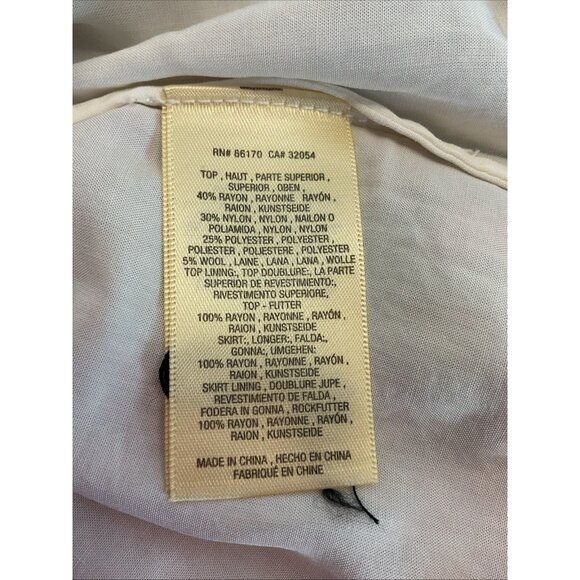 RN# 66170 CA# 32054
TOP , HAUT , PARTE SUPERIOR ,
SUPERIOR , OBEN ,
40% RAYON , RAYONNE RAYÓN ,
RAION , KUNSTSEIDE
30% NYLON , NYLON , NAILON O
POLIAMIDA , NYLON , NYLON
25% POLYESTER , POLYESTER ,
POLIESTER , POLIESTERE , POLYESTER
5% WOOL , LAINE , LANA , LANA , WOLLE
TOP LINING:, TOP DOUBLURE:, LA PARTE
SUPERIOR DE REVESTIMIENTO:,
RIVESTIMENTO SUPERIORE,
TOP - FUTTER
100% RAYON , RAYONNE , RAYÓN ,
RAION , KUNSTSEIDE
SKIRT:, LONGER:, FALDA:,
GONNA:, UMGEHEN:
100% RAYON , RAYONNE , RAYÓN ,
RAION , KUNSTSEIDE
SKIRT LINING , DOUBLURE JUPE ,
REVESTIMIENTO DE FALDA ,
FODERA IN GONNA , ROCKFUTTER
100% RAYON , RAYONNE , RAYÓN ,
RAION , KUNSTSEIDE
MADE IN CHINA , HECHO EN CHINA
FABRIQUÉ EN CHINE